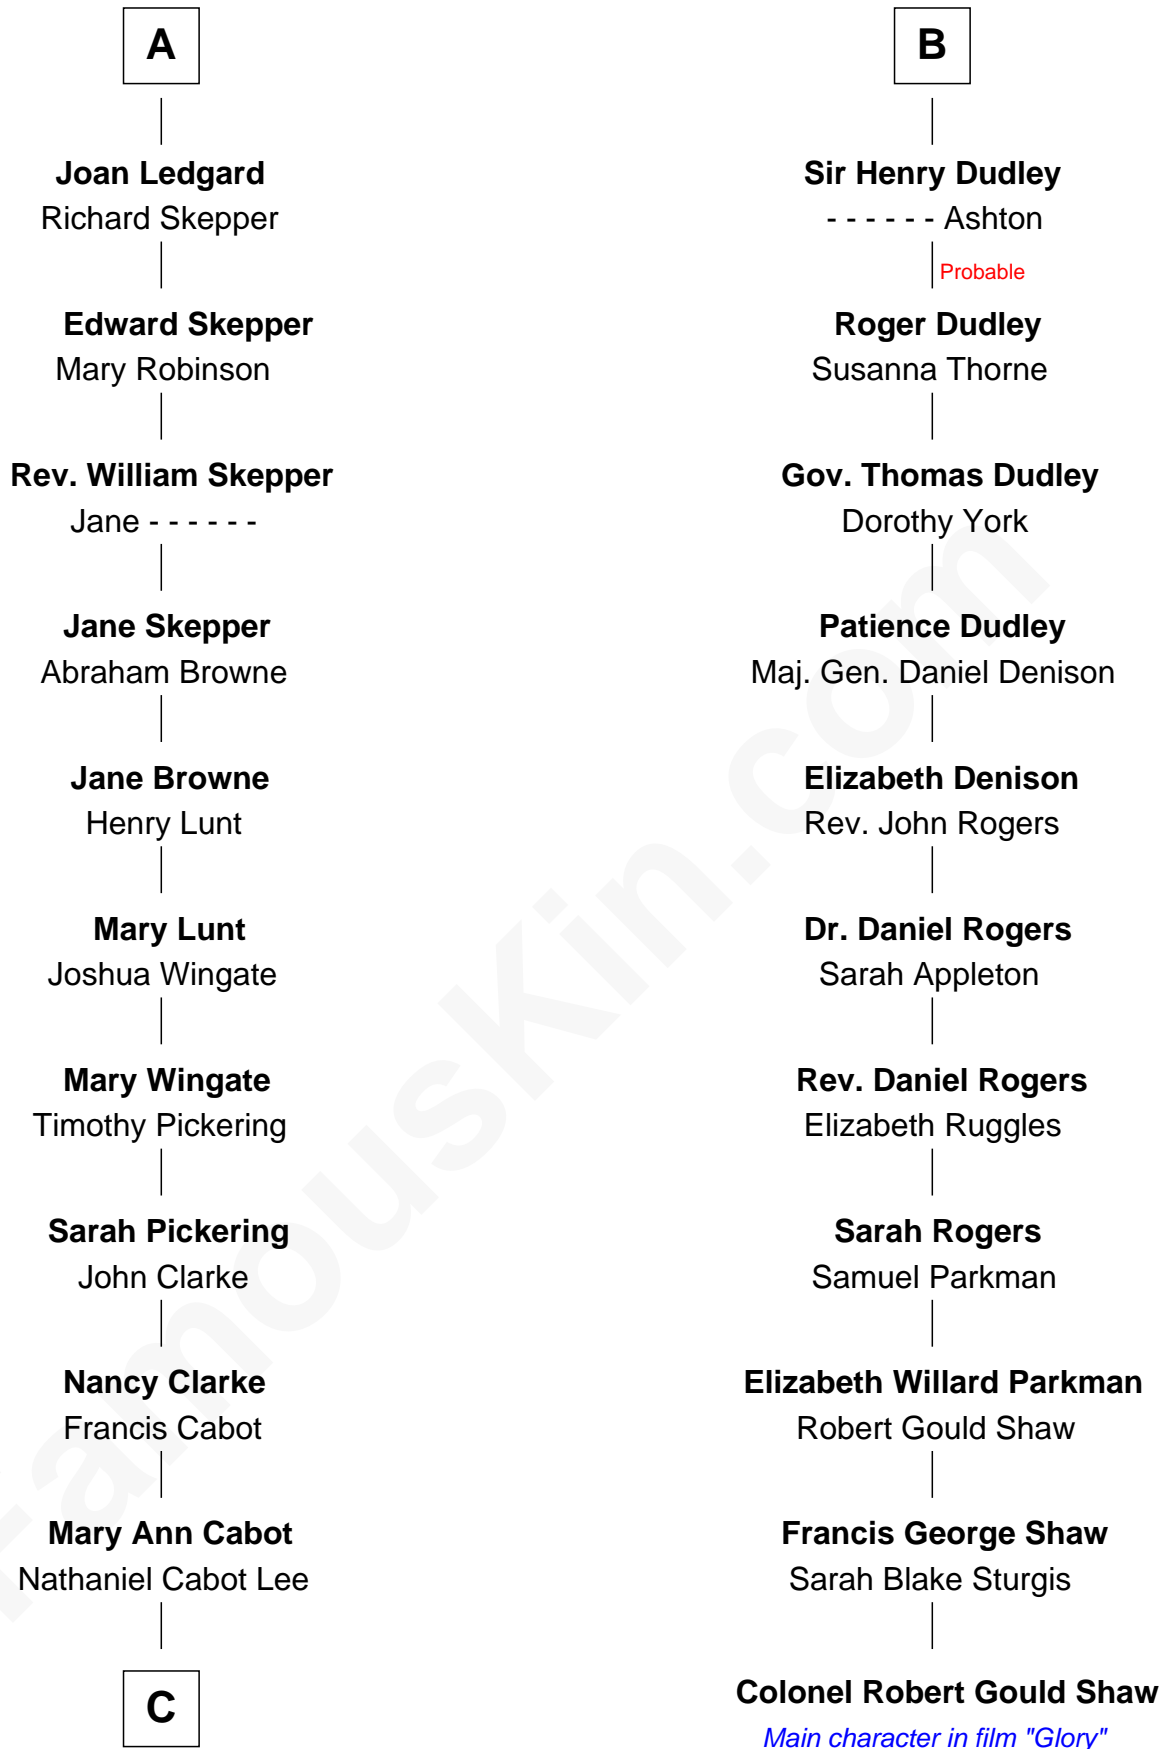 A
Joan Ledgard
Richard Skepper
Edward Skepper
Mary Robinson
Rev. William Skepper
Jane - - - - - -
Jane Skepper
Abraham Browne
Jane Browne
Henry Lunt
Mary Lunt
Joshua Wingate
Mary Wingate
Timothy Pickering
Sarah Pickering
John Clarke
Nancy Clarke
Francis Cabot
Mary Ann Cabot
Nathaniel Cabot Lee
C
B
Sir Henry Dudley
- - - - - - Ashton
Probable
Roger Dudley
Susanna Thorne
Gov. Thomas Dudley
Dorothy York
Patience Dudley
Maj. Gen. Daniel Denison
Elizabeth Denison
Rev. John Rogers
Dr. Daniel Rogers
Sarah Appleton
Rev. Daniel Rogers
Elizabeth Ruggles
Sarah Rogers
Samuel Parkman
Elizabeth Willard Parkman
Robert Gould Shaw
Francis George Shaw
Sarah Blake Sturgis
Colonel Robert Gould Shaw
Main character in film "Glory"
FamousKin.com